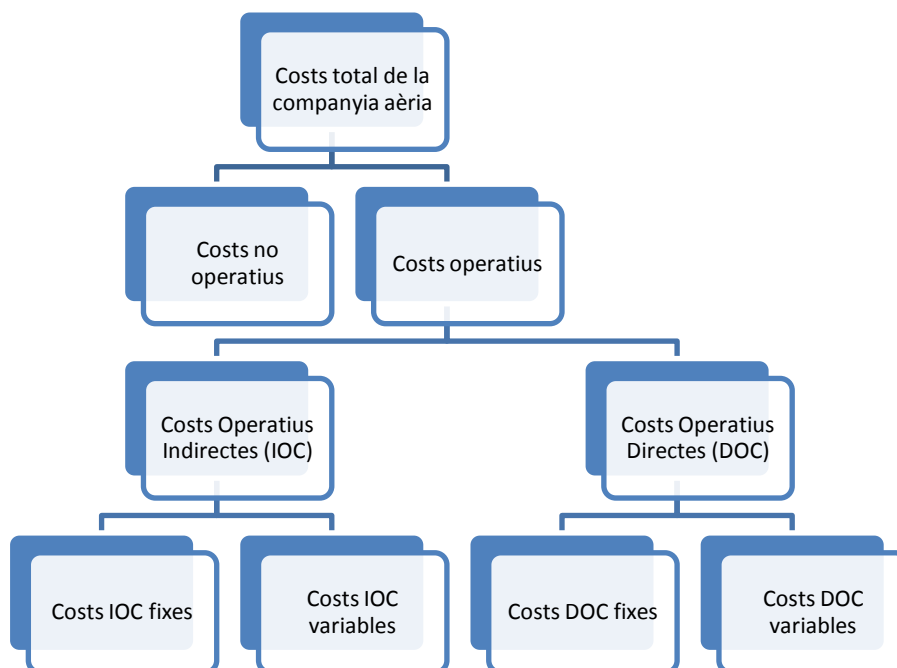 Costs total de la
companyia aèria
Costs no
operatius
Costs operatius
Costs Operatius
Indirectes (IOC)
Costs Operatius
Directes (DOC)
Costs IOC fixes
Costs IOC
variables
Costs DOC fixes
Costs DOC
variables